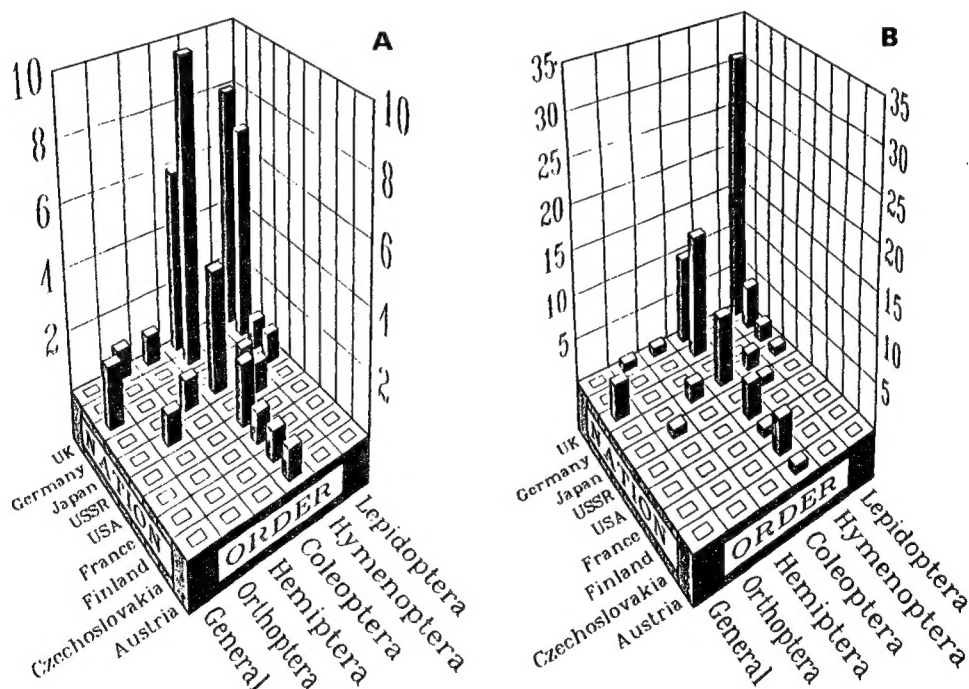 A
10
8
6
4
2
10
8
6
4
2
UK
Germany
Japan
USSR
USA
France
Finland
Czechoslovakia
Austria
NATION
ORDER
General
Orthoptera
Hemiptera
Coleoptera
Hymenoptera
Lepidoptera
B
35
30
25
20
15
10
5
35
30
25
20
15
10
5
UK
Germany
Japan
USSR
USA
France
Finland
Czechoslovakia
Austria
NATION
ORDER
General
Orthoptera
Hemiptera
Coleoptera
Hymenoptera
Lepidoptera